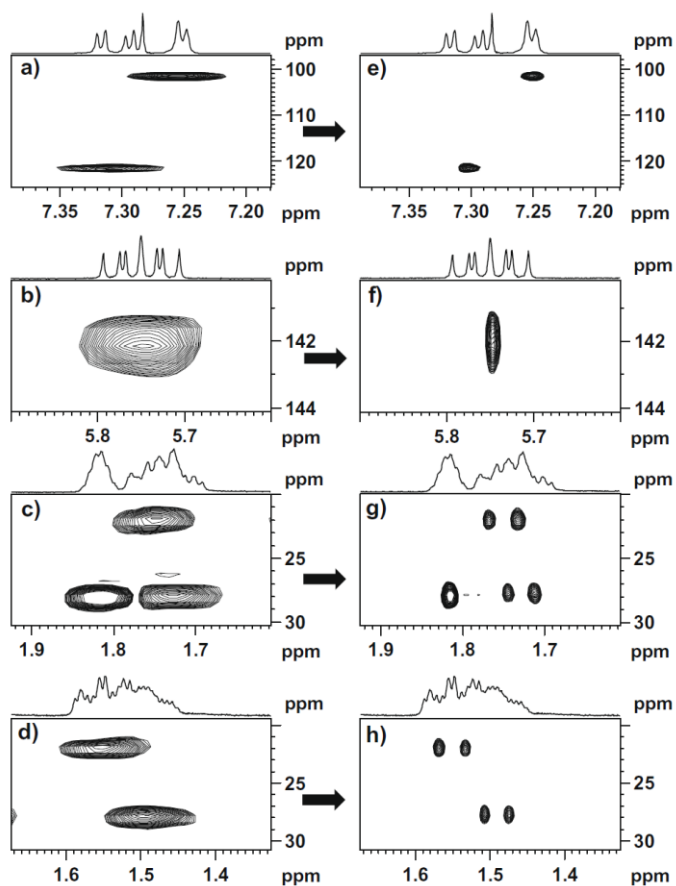 ppm ppm
a) e)
100 100
110 110
120 120
7.35 7.30 7.25 7.20 ppm 7.35 7.30 7.25 7.20 ppm
ppm ppm
b) f)
142 142
144 144
5.8 5.7 5.8 5.7
ppm ppm
c) g)
25 25
30 30
1.9 1.8 1.7 ppm 1.9 1.8 1.7 ppm
ppm ppm
d) h)
25 25
30 30
1.6 1.5 1.4 ppm 1.6 1.5 1.4 ppm